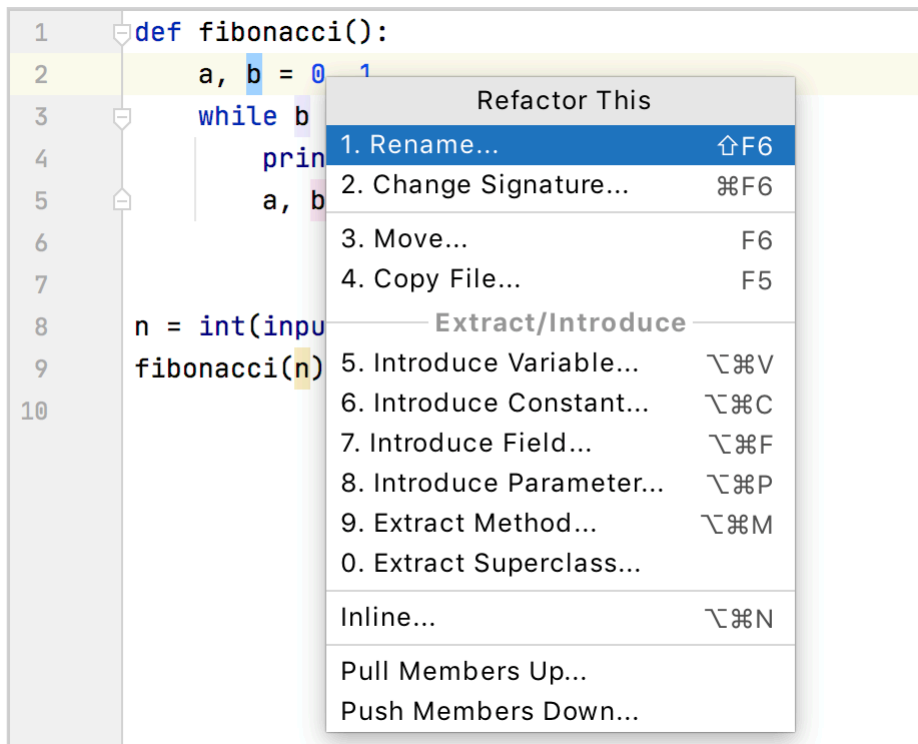 1 def fibonacci():
2 a, b = 0 1
3 while b
4 prin
5 a, b
6
7
8 n = int(inpu
9 fibonacci(n)
10
Refactor This
1. Rename... ⇧F6
2. Change Signature... ⌘F6
3. Move... F6
4. Copy File... F5
Extract/Introduce
5. Introduce Variable... ⌥⌘V
6. Introduce Constant... ⌥⌘C
7. Introduce Field... ⌥⌘F
8. Introduce Parameter... ⌥⌘P
9. Extract Method... ⌥⌘M
0. Extract Superclass...
Inline... ⌥⌘N
Pull Members Up...
Push Members Down...